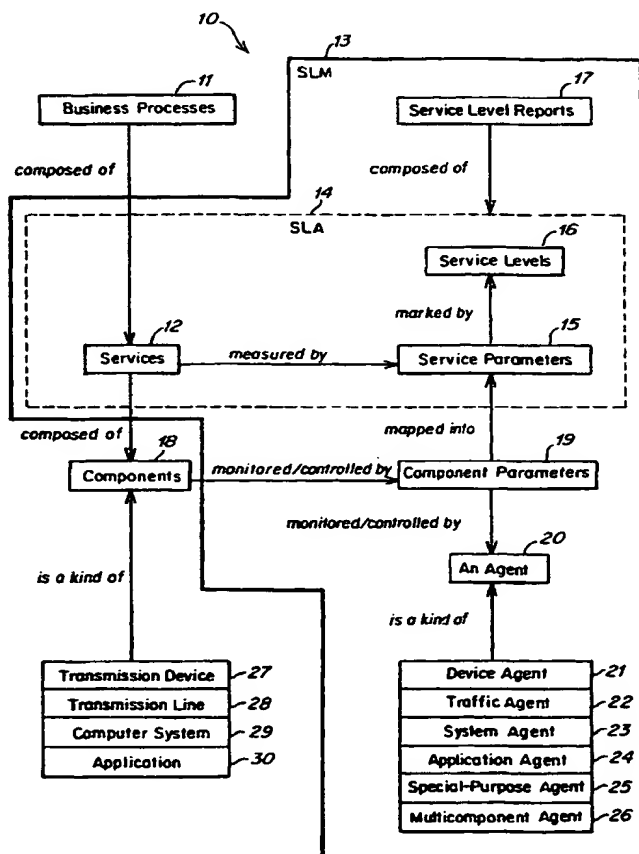 10
13
SLM
11
Business Processes
17
Service Level Reports
composed of
composed of
14
SLA
16
Service Levels
marked by
12
Services
measured by
15
Service Parameters
composed of
mapped into
18
Components
monitored/controlled by
19
Component Parameters
monitored/controlled by
20
An Agent
is a kind of
is a kind of
Transmission Device 27
Transmission Line 28
Computer System 29
Application 30
Device Agent 21
Traffic Agent 22
System Agent 23
Application Agent 24
Special-Purpose Agent 25
Multicomponent Agent 26